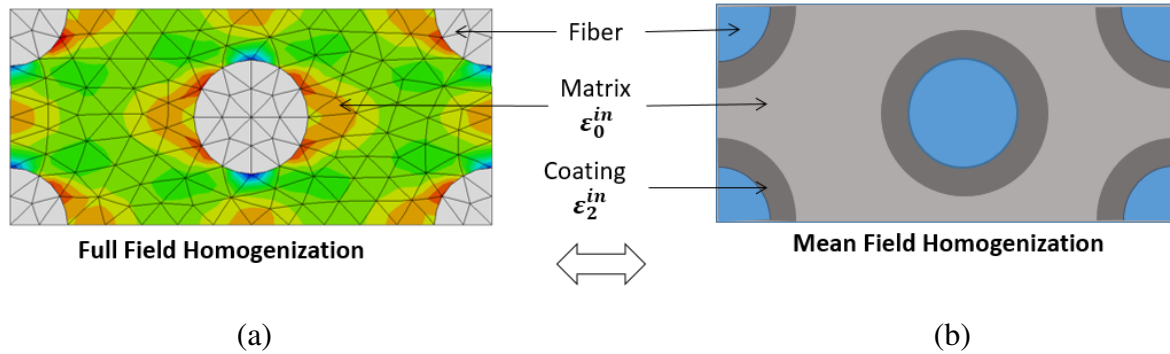 Fiber
Matrix
ε₀ⁱⁿ
Coating
ε₂ⁱⁿ
Full Field Homogenization
Mean Field Homogenization
(a)
(b)